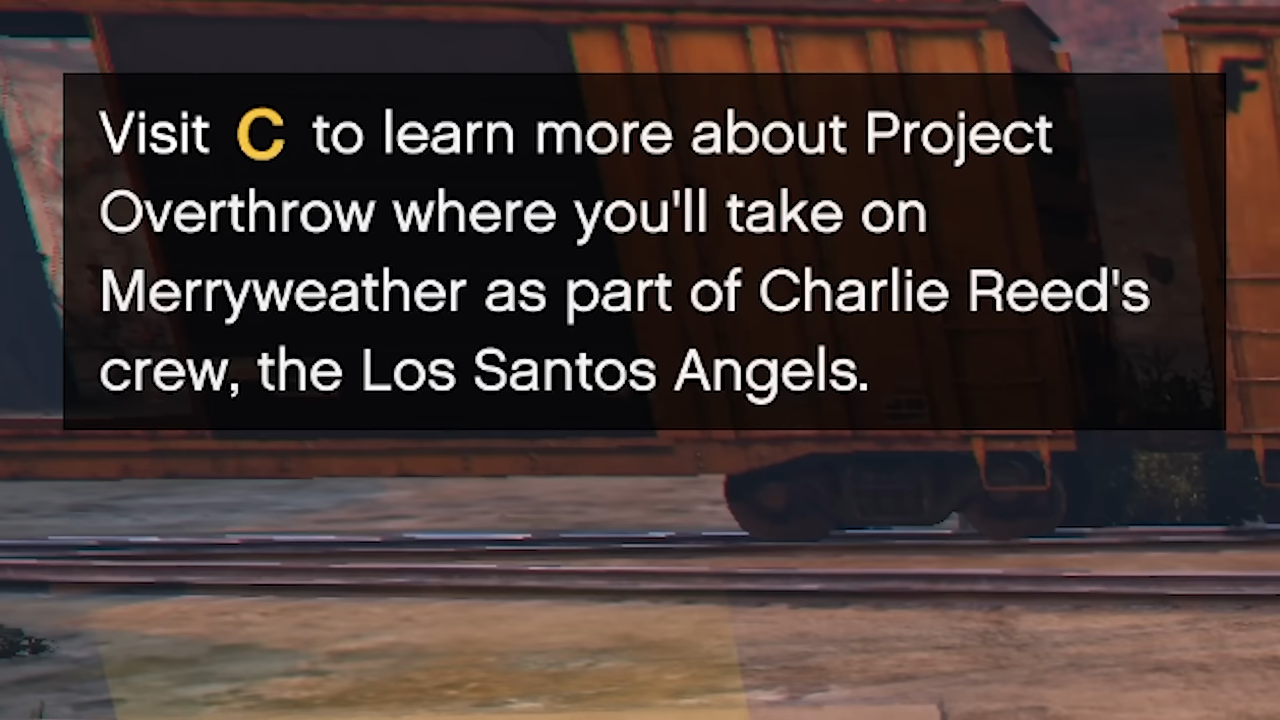 Visit C to learn more about Project
Overthrow where you'll take on
Merryweather as part of Charlie Reed's
crew, the Los Santos Angels.
F